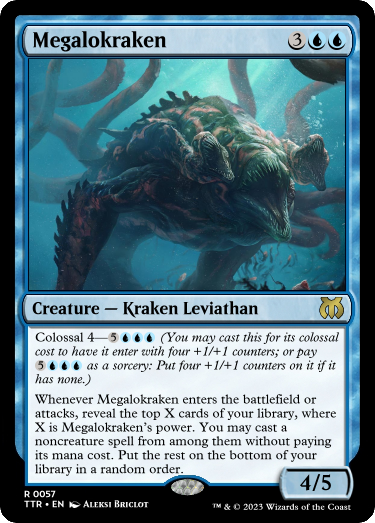 Megalokraken 3
Creature — Kraken Leviathan
Colossal 4—5 (You may cast this for its colossal
cost to have it enter with four +1/+1 counters; or pay
5 as a sorcery: Put four +1/+1 counters on it if it
has none.)
Whenever Megalokraken enters the battlefield or
attacks, reveal the top X cards of your library, where
X is Megalokraken's power. You may cast a
noncreature spell from among them without paying
its mana cost. Put the rest on the bottom of your
library in a random order.
4/5
R 0057
TTR • EN Aleksi Briclot
™ & © 2023 Wizards of the Coast